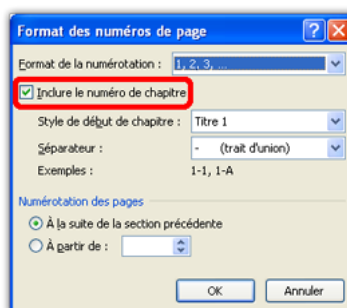 Format des numéros de page
Format de la numérotation : 1, 2, 3, ...
Inclure le numéro de chapitre
Style de début de chapitre : Titre 1
Séparateur : - (trait d'union)
Exemples : 1-1, 1-A
Numérotation des pages
À la suite de la section précédente
À partir de :
OK Annuler